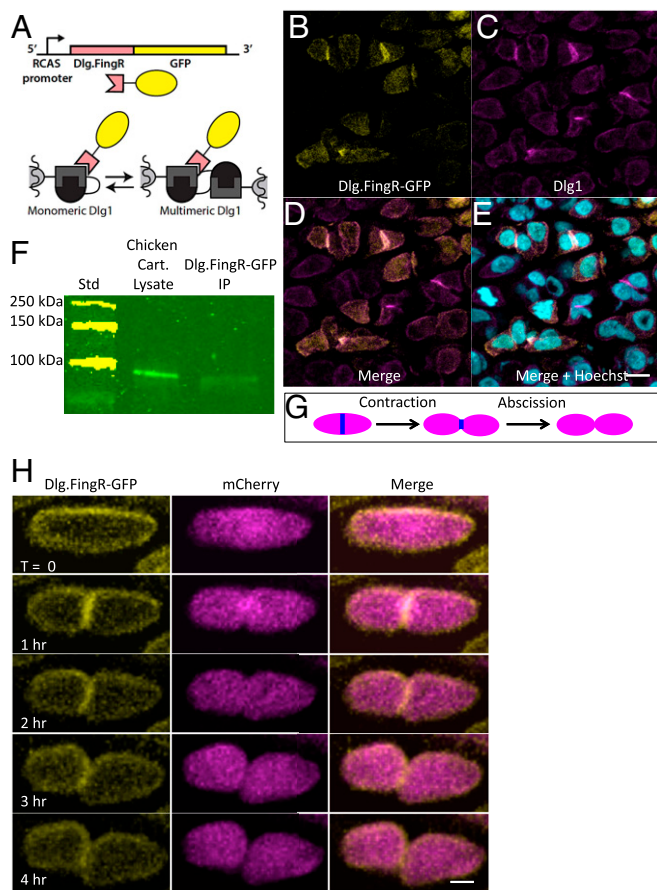 A
5' 3'
RCAS Dlg.FingR GFP
promoter
Monomeric Dlg1 Multimeric Dlg1
B
Dlg.FingR-GFP
C
Dlg1
D
Merge
E
Merge + Hoechst
F
Chicken
Cart. Dlg.FingR-GFP
Std Lysate IP
250 kDa
150 kDa
100 kDa
G
Contraction Abscission
H
Dlg.FingR-GFP mCherry Merge
T = 0
1 hr
2 hr
3 hr
4 hr